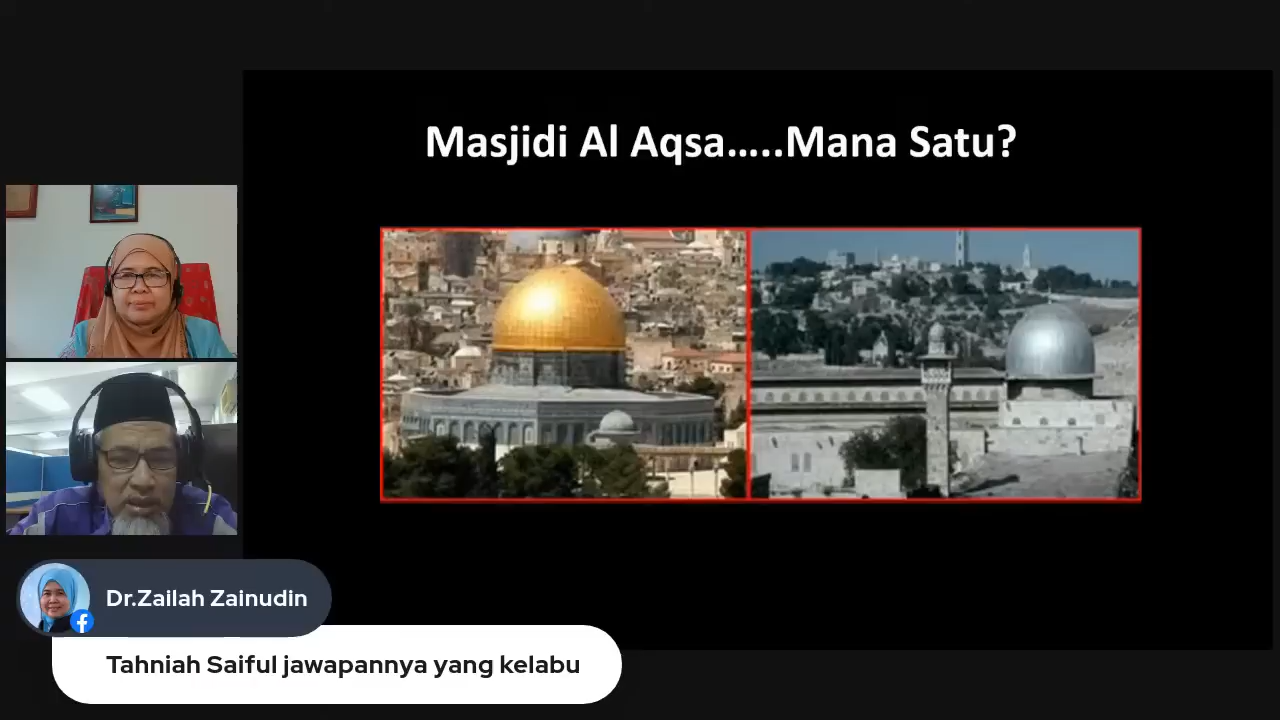 Masjidi Al Aqsa.....Mana Satu?
Dr.Zailah Zainudin
Tahniah Saiful jawapannya yang kelabu